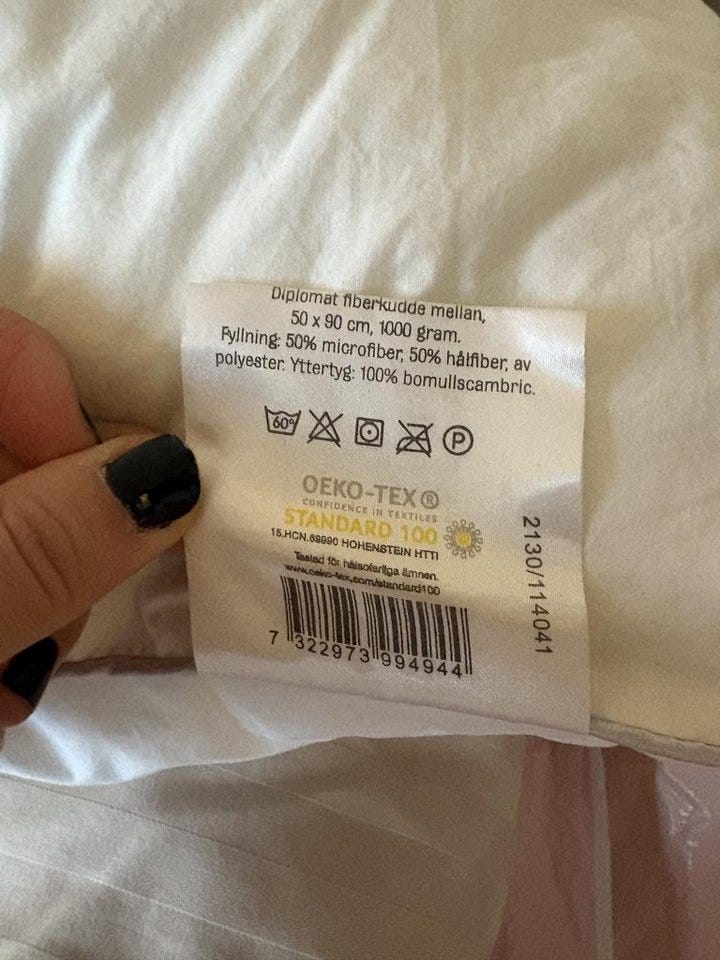 Diplomat fiberkudde mellan,
50 x 90 cm, 1000 gram.
Fyllning: 50% microfiber, 50% hålfiber, av
polyester. Yttertyg: 100% bomullscambric.
60°
P
OEKO-TEX®
CONFIDENCE IN TEXTILES
STANDARD 100
15.HCN.69990 HOHENSTEIN HTTI
Testad för hälsofarliga ämnen.
www.oeko-tex.com/standard100
7 322973 994944
2130/114041